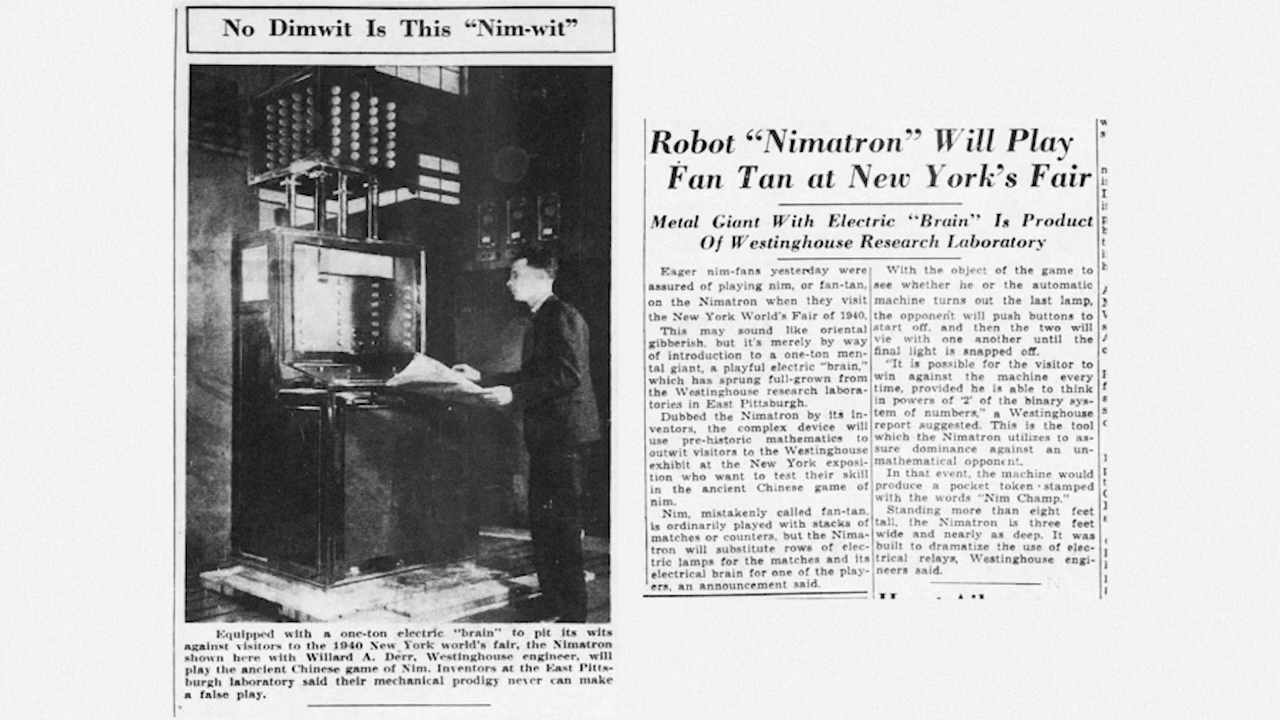 No Dimwit Is This "Nim-wit"
Equipped with a one-ton electric "brain" to pit its wits
against visitors to the 1940 New York world's fair, the Nimatron
shown here with Willard A. Derr, Westinghouse engineer, will
play the ancient Chinese game of Nim. Inventors at the East Pitts-
burgh laboratory said their mechanical prodigy never can make
a false play.
Robot "Nimatron" Will Play
Fan Tan at New York's Fair
Metal Giant With Electric "Brain" Is Product
Of Westinghouse Research Laboratory
Eager nim-fans yesterday were
assured of playing nim, or fan-tan,
on the Nimatron when they visit
the New York World's Fair of 1940.
This may sound like oriental
gibberish, but it's merely by way
of introduction to a one-ton men-
tal giant, a playful electric "brain,"
which has sprung full-grown from
the Westinghouse research labora-
tories in East Pittsburgh.
Dubbed the Nimatron by its in-
ventors, the complex device will
use pre-historic mathematics to
outwit visitors to the Westinghouse
exhibit at the New York exposi-
tion who want to test their skill
in the ancient Chinese game of
nim.
Nim, mistakenly called fan-tan,
is ordinarily played with stacks of
matches or counters, but the Nima-
tron will substitute rows of elec-
tric lamps for the matches and its
electrical brain for one of the play-
ers, an announcement said.
With the object of the game to
see whether he or the automatic
machine turns out the last lamp,
the opponent will push buttons to
start off, and then the two will
vie with one another until the
final light is snapped off.
"It is possible for the visitor to
win against the machine every
time, provided he is able to think
in powers of '2' of the binary sys-
tem of numbers," a Westinghouse
report suggested. This is the tool
which the Nimatron utilizes to as-
sure dominance against an un-
mathematical opponent.
In that event, the machine would
produce a pocket token stamped
with the words "Nim Champ."
Standing more than eight feet
tall, the Nimatron is three feet
wide and nearly as deep. It was
built to dramatize the use of elec-
trical relays, Westinghouse engi-
neers said.